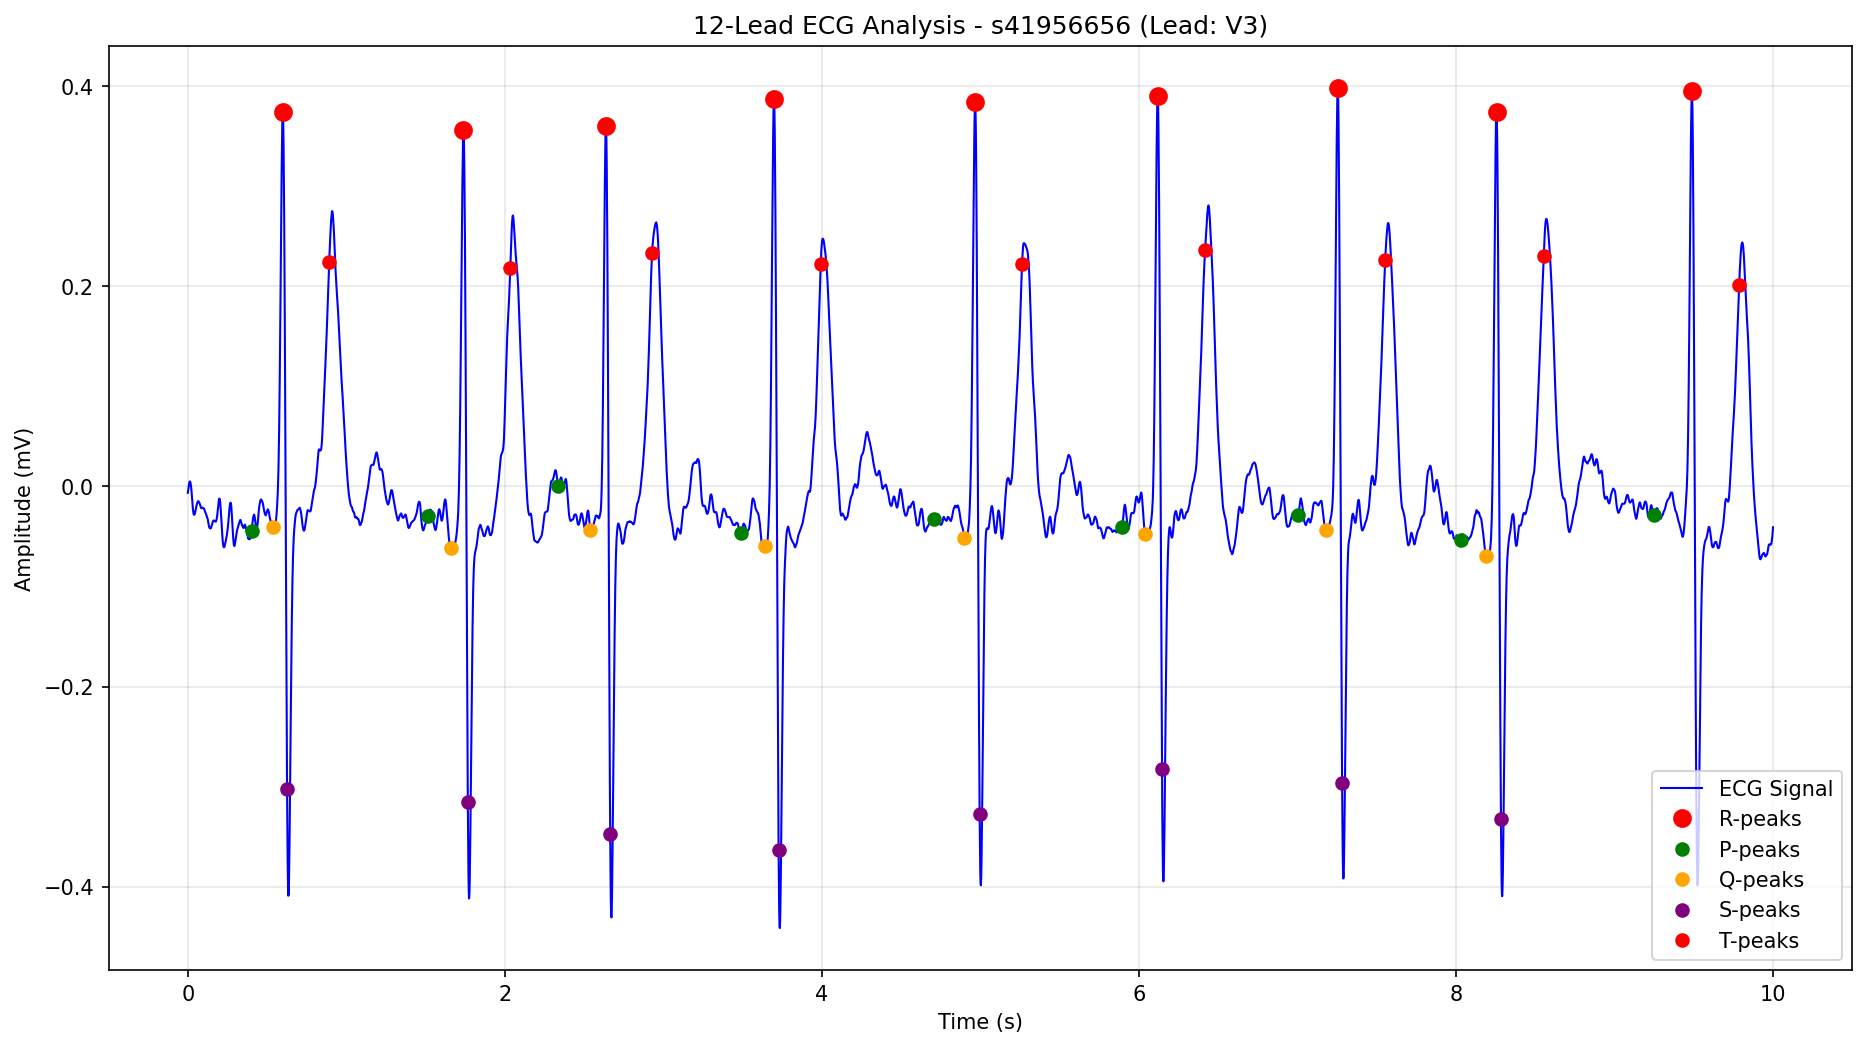 12-Lead ECG Analysis - s41956656 (Lead: V3)
0.4
0.2
0.0
−0.2
−0.4
Amplitude (mV)
0
2
4
6
8
10
Time (s)
ECG Signal
R-peaks
P-peaks
Q-peaks
S-peaks
T-peaks